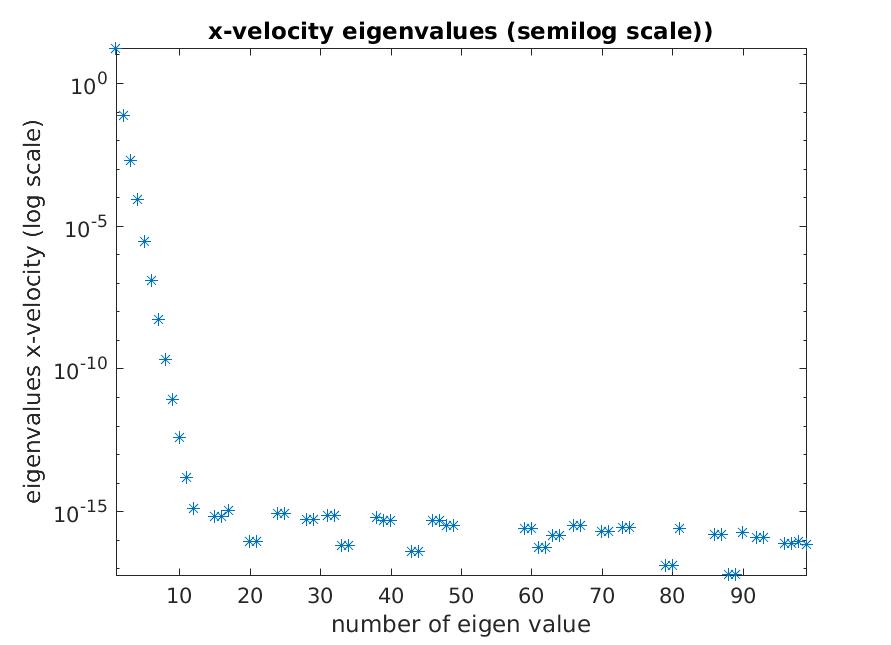 x-velocity eigenvalues (semilog scale))
eigenvalues x-velocity (log scale)
10^0
10^-5
10^-10
10^-15
10 20 30 40 50 60 70 80 90
number of eigen value